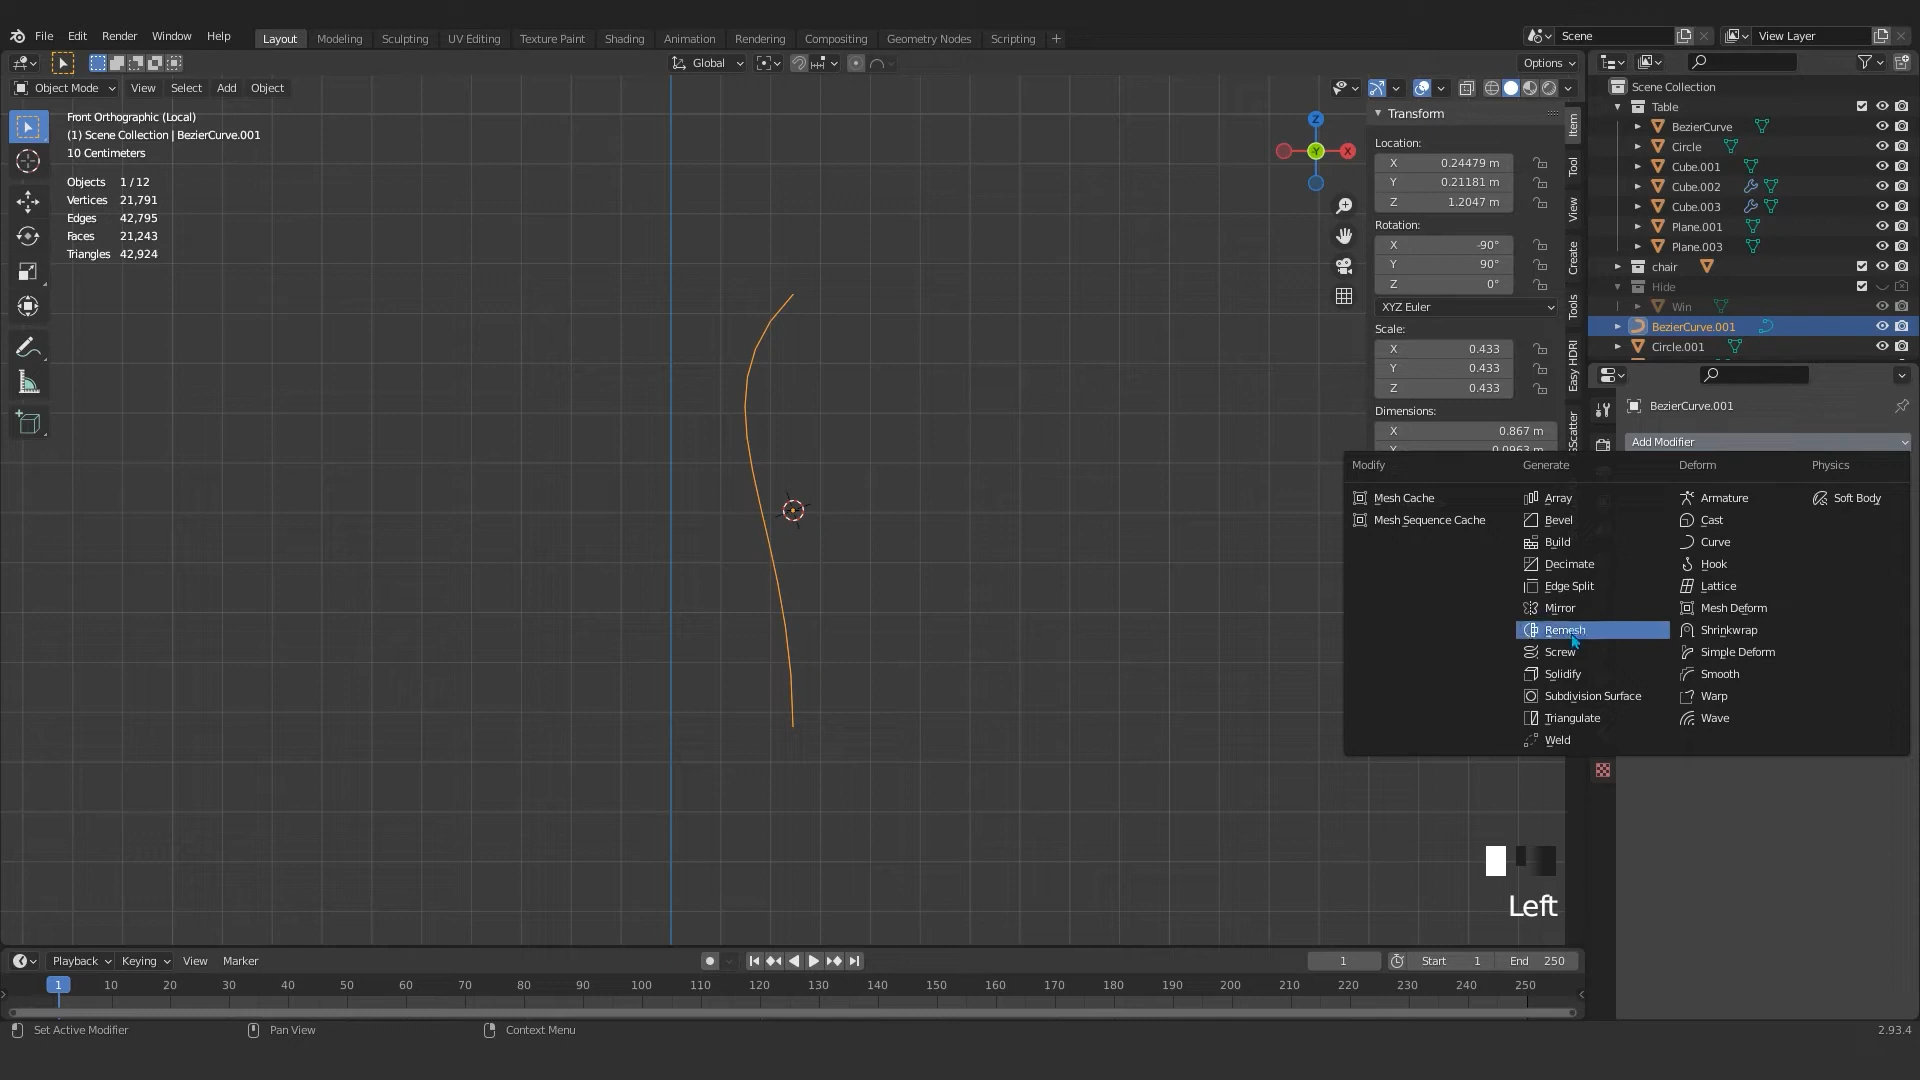 File Edit Render Window Help Layout Modeling Sculpting UV Editing Texture Paint Shading Animation Rendering Compositing Geometry Nodes Scripting + Scene View Layer
Global Options
Object Mode View Select Add Object
Front Orthographic (Local)
(1) Scene Collection | BezierCurve.001
10 Centimeters
Objects 1 / 12
Vertices 21,791
Edges 42,795
Faces 21,243
Triangles 42,924
Z
Y
X
Transform
Location:
X 0.24479 m
Y 0.21181 m
Z 1.2047 m
Rotation:
X -90°
Y 90°
Z 0°
XYZ Euler
Scale:
X 0.433
Y 0.433
Z 0.433
Dimensions:
X 0.867 m
Item
Tool
View
Create
Tools
Easy HDRI
Scene Collection
Table
BezierCurve
Circle
Cube.001
Cube.002
Cube.003
Plane.001
Plane.003
chair
Hide
Win
BezierCurve.001
Circle.001
BezierCurve.001
Add Modifier
Modify Generate Deform Physics
Mesh Cache Array Armature Soft Body
Mesh Sequence Cache Bevel Cast
Build Curve
Decimate Hook
Edge Split Lattice
Mirror Mesh Deform
Remesh Shrinkwrap
Screw Simple Deform
Solidify Smooth
Subdivision Surface Warp
Triangulate Wave
Weld
Left
Playback Keying View Marker 1 Start 1 End 250
1 10 20 30 40 50 60 70 80 90 100 110 120 130 140 150 160 170 180 190 200 210 220 230 240 250
Set Active Modifier Pan View Context Menu 2.93.4